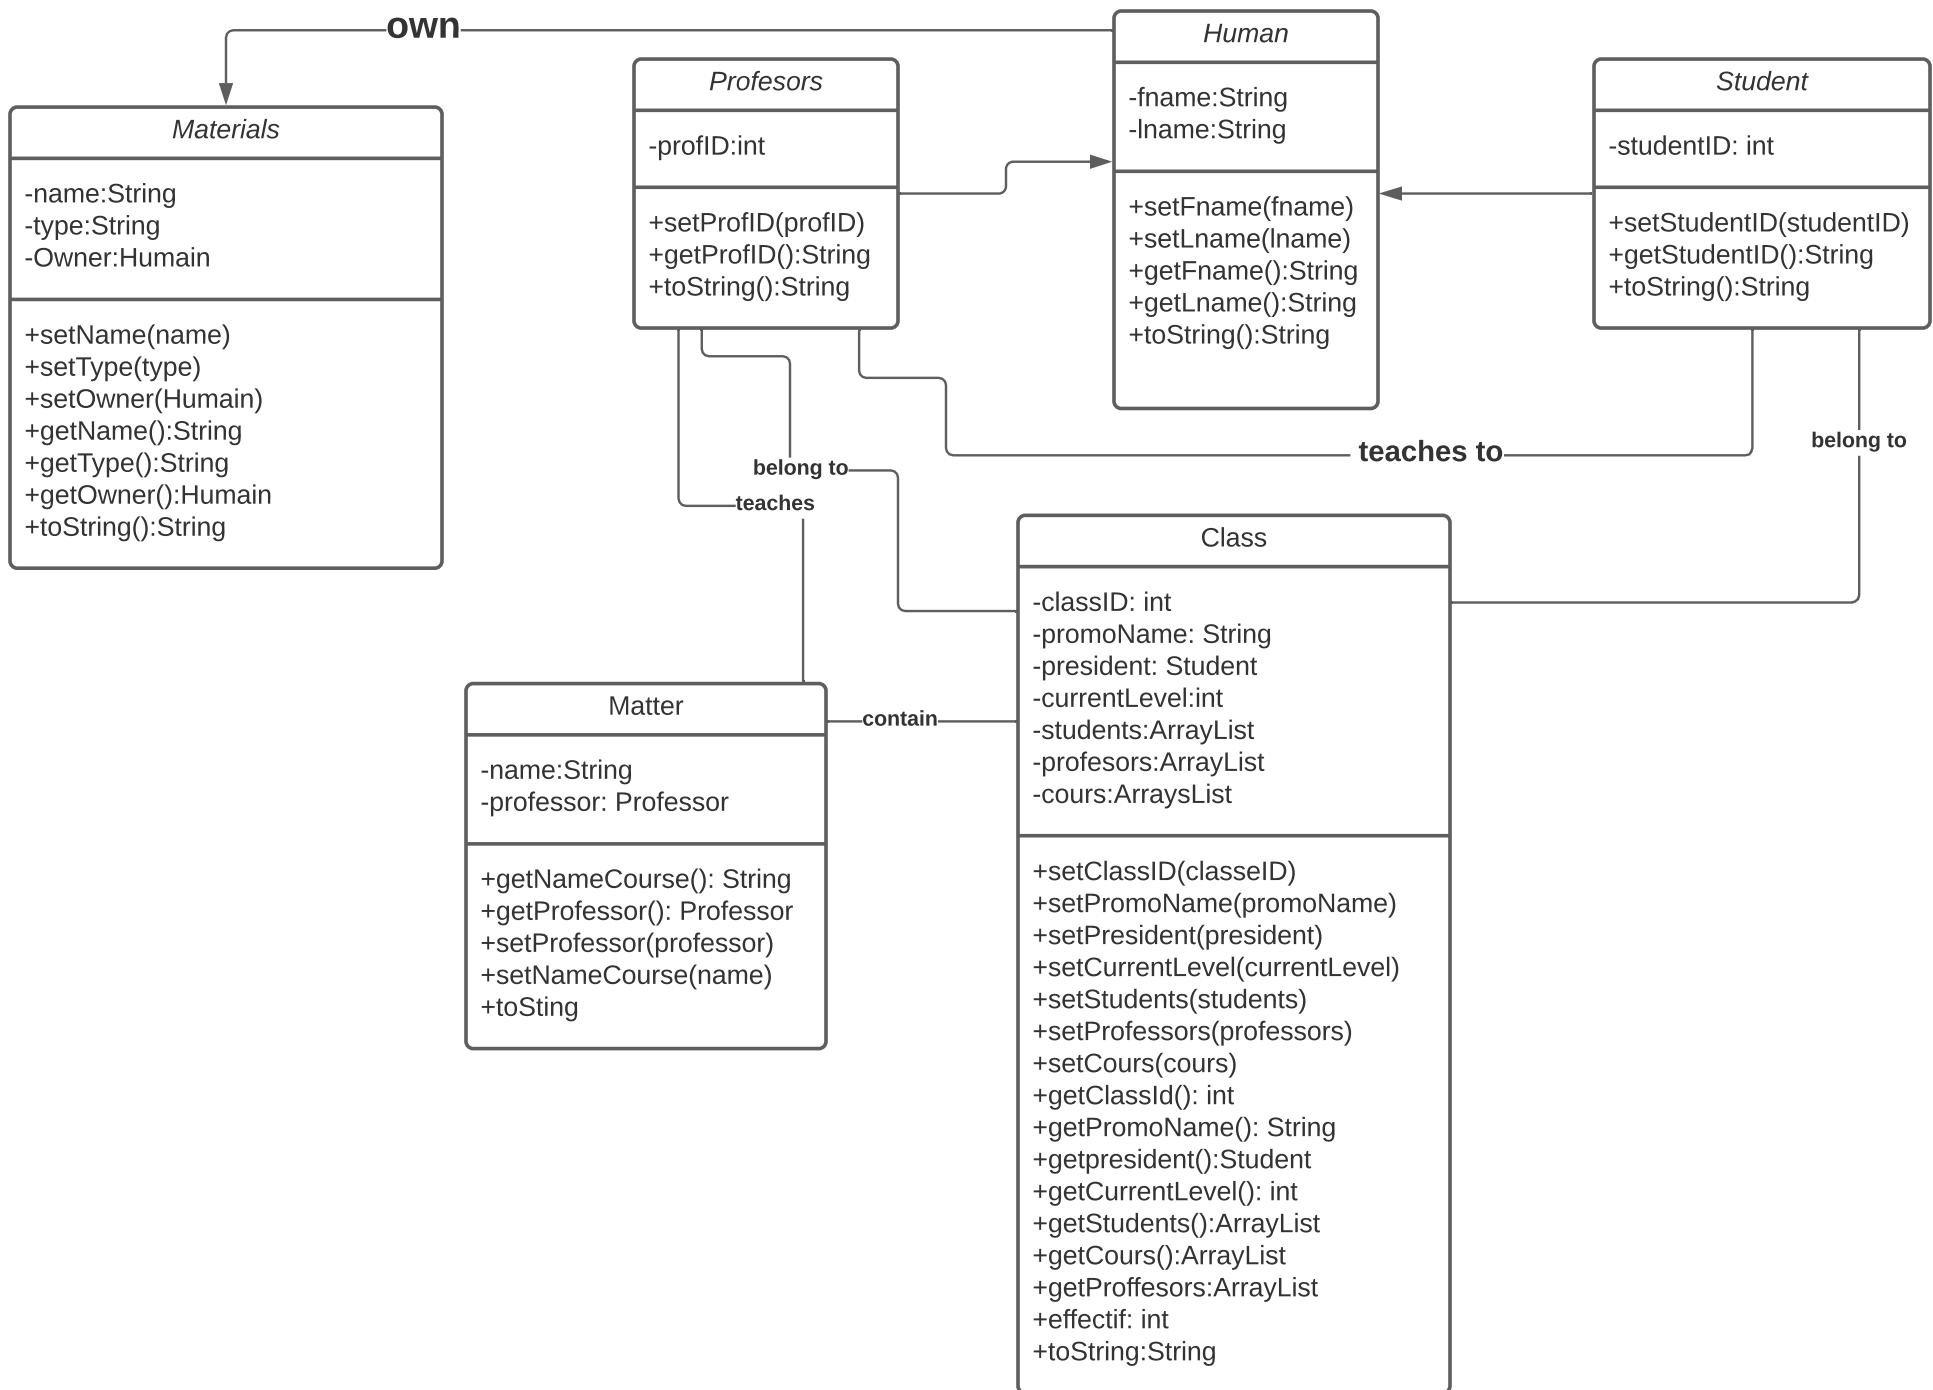 own
Human
-fname:String
-lname:String
+setFname(fname)
+setLname(lname)
+getFname():String
+getLname():String
+toString():String
Profesors
-profID:int
+setProfID(profID)
+getProfID():String
+toString():String
Student
-studentID: int
+setStudentID(studentID)
+getStudentID():String
+toString():String
Materials
-name:String
-type:String
-Owner:Humain
+setName(name)
+setType(type)
+setOwner(Humain)
+getName():String
+getType():String
+getOwner():Humain
+toString():String
teaches to
belong to
belong to
teaches
Class
-classID: int
-promoName: String
-president: Student
-currentLevel:int
-students:ArrayList
-profesors:ArrayList
-cours:ArraysList
+setClassID(classeID)
+setPromoName(promoName)
+setPresident(president)
+setCurrentLevel(currentLevel)
+setStudents(students)
+setProfessors(professors)
+setCours(cours)
+getClassId(): int
+getPromoName(): String
+getpresident():Student
+getCurrentLevel(): int
+getStudents():ArrayList
+getCours():ArrayList
+getProffesors:ArrayList
+effectif: int
+toString:String
contain
Matter
-name:String
-professor: Professor
+getNameCourse(): String
+getProfessor(): Professor
+setProfessor(professor)
+setNameCourse(name)
+toSting